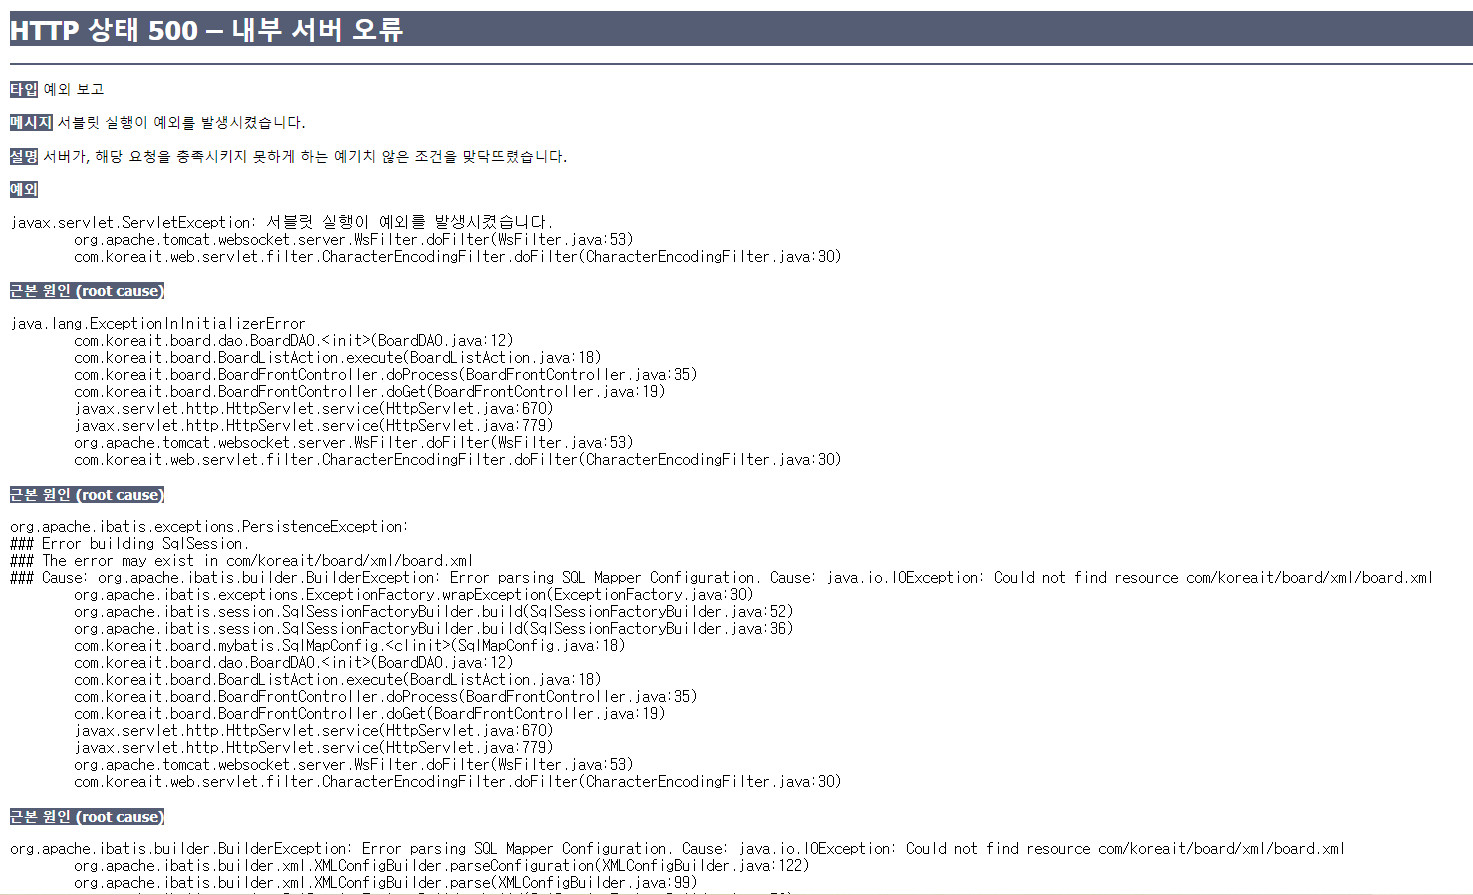 HTTP 상태 500 – 내부 서버 오류
타입 예외 보고
메시지 서블릿 실행이 예외를 발생시켰습니다.
설명 서버가, 해당 요청을 충족시키지 못하게 하는 예기치 않은 조건을 맞닥뜨렸습니다.
예외
javax.servlet.ServletException: 서블릿 실행이 예외를 발생시켰습니다.
org.apache.tomcat.websocket.server.WsFilter.doFilter(WsFilter.java:53)
com.koreait.web.servlet.filter.CharacterEncodingFilter.doFilter(CharacterEncodingFilter.java:30)
근본 원인 (root cause)
java.lang.ExceptionInInitializerError
com.koreait.board.dao.BoardDAO.<init>(BoardDAO.java:12)
com.koreait.board.BoardListAction.execute(BoardListAction.java:18)
com.koreait.board.BoardFrontController.doProcess(BoardFrontController.java:35)
com.koreait.board.BoardFrontController.doGet(BoardFrontController.java:19)
javax.servlet.http.HttpServlet.service(HttpServlet.java:670)
javax.servlet.http.HttpServlet.service(HttpServlet.java:779)
org.apache.tomcat.websocket.server.WsFilter.doFilter(WsFilter.java:53)
com.koreait.web.servlet.filter.CharacterEncodingFilter.doFilter(CharacterEncodingFilter.java:30)
근본 원인 (root cause)
org.apache.ibatis.exceptions.PersistenceException:
### Error building SqlSession.
### The error may exist in com/koreait/board/xml/board.xml
### Cause: org.apache.ibatis.builder.BuilderException: Error parsing SQL Mapper Configuration. Cause: java.io.IOException: Could not find resource com/koreait/board/xml/board.xml
org.apache.ibatis.exceptions.ExceptionFactory.wrapException(ExceptionFactory.java:30)
org.apache.ibatis.session.SqlSessionFactoryBuilder.build(SqlSessionFactoryBuilder.java:52)
org.apache.ibatis.session.SqlSessionFactoryBuilder.build(SqlSessionFactoryBuilder.java:36)
com.koreait.board.mybatis.SqlMapConfig.<clinit>(SqlMapConfig.java:18)
com.koreait.board.dao.BoardDAO.<init>(BoardDAO.java:12)
com.koreait.board.BoardListAction.execute(BoardListAction.java:18)
com.koreait.board.BoardFrontController.doProcess(BoardFrontController.java:35)
com.koreait.board.BoardFrontController.doGet(BoardFrontController.java:19)
javax.servlet.http.HttpServlet.service(HttpServlet.java:670)
javax.servlet.http.HttpServlet.service(HttpServlet.java:779)
org.apache.tomcat.websocket.server.WsFilter.doFilter(WsFilter.java:53)
com.koreait.web.servlet.filter.CharacterEncodingFilter.doFilter(CharacterEncodingFilter.java:30)
근본 원인 (root cause)
org.apache.ibatis.builder.BuilderException: Error parsing SQL Mapper Configuration. Cause: java.io.IOException: Could not find resource com/koreait/board/xml/board.xml
org.apache.ibatis.builder.xml.XMLConfigBuilder.parseConfiguration(XMLConfigBuilder.java:122)
org.apache.ibatis.builder.xml.XMLConfigBuilder.parse(XMLConfigBuilder.java:99)